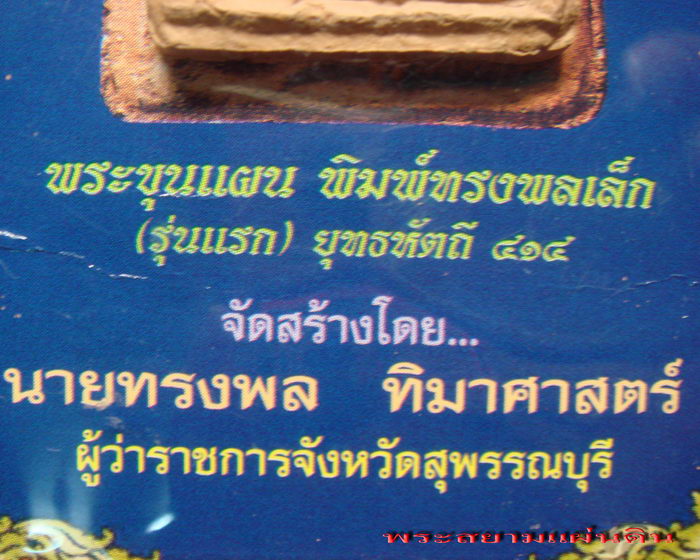 พระขุนแผน พิมพ์ทรงพลเล็ก
(รุ่นแรก) ยุทธหัตถี ๔๑๔
จัดสร้างโดย...
นายทรงพล ทิมาศาสตร์
ผู้ว่าราชการจังหวัดสุพรรณบุรี
พระสยามแผ่นดิน